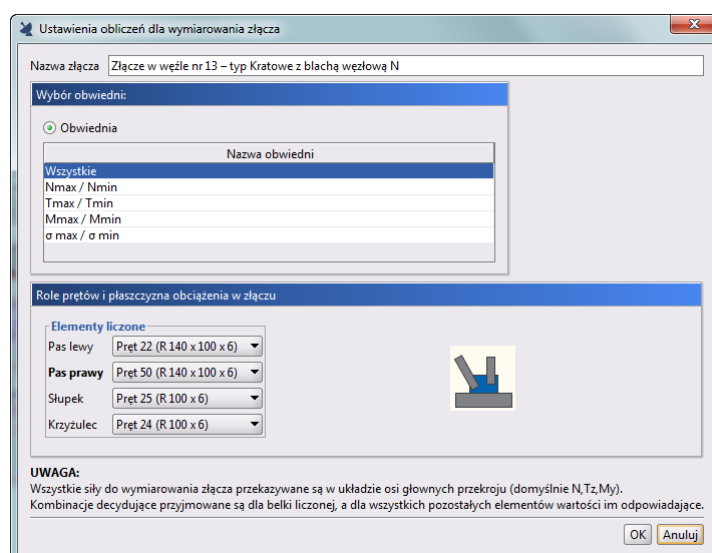 Ustawienia obliczeń dla wymiarowania złącza
Nazwa złącza Złącze w węźle nr 13 – typ Kratowe z blachą węzłową N
Wybór obwiedni:
Obwiednia
Nazwa obwiedni
Wszystkie
Nmax / Nmin
Tmax / Tmin
Mmax / Mmin
σ max / σ min
Role prętów i płaszczyzna obciążenia w złączu
Elementy liczone
Pas lewy Pręt 22 (R 140 x 100 x 6)
Pas prawy Pręt 50 (R 140 x 100 x 6)
Słupek Pręt 25 (R 100 x 6)
Krzyżulec Pręt 24 (R 100 x 6)
UWAGA:
Wszystkie siły do wymiarowania złącza przekazywane są w układzie osi głownych przekroju (domyślnie N,Tz,My).
Kombinacje decydujące przyjmowane są dla belki liczonej, a dla wszystkich pozostałych elementów wartości im odpowiadające.
OK Anuluj